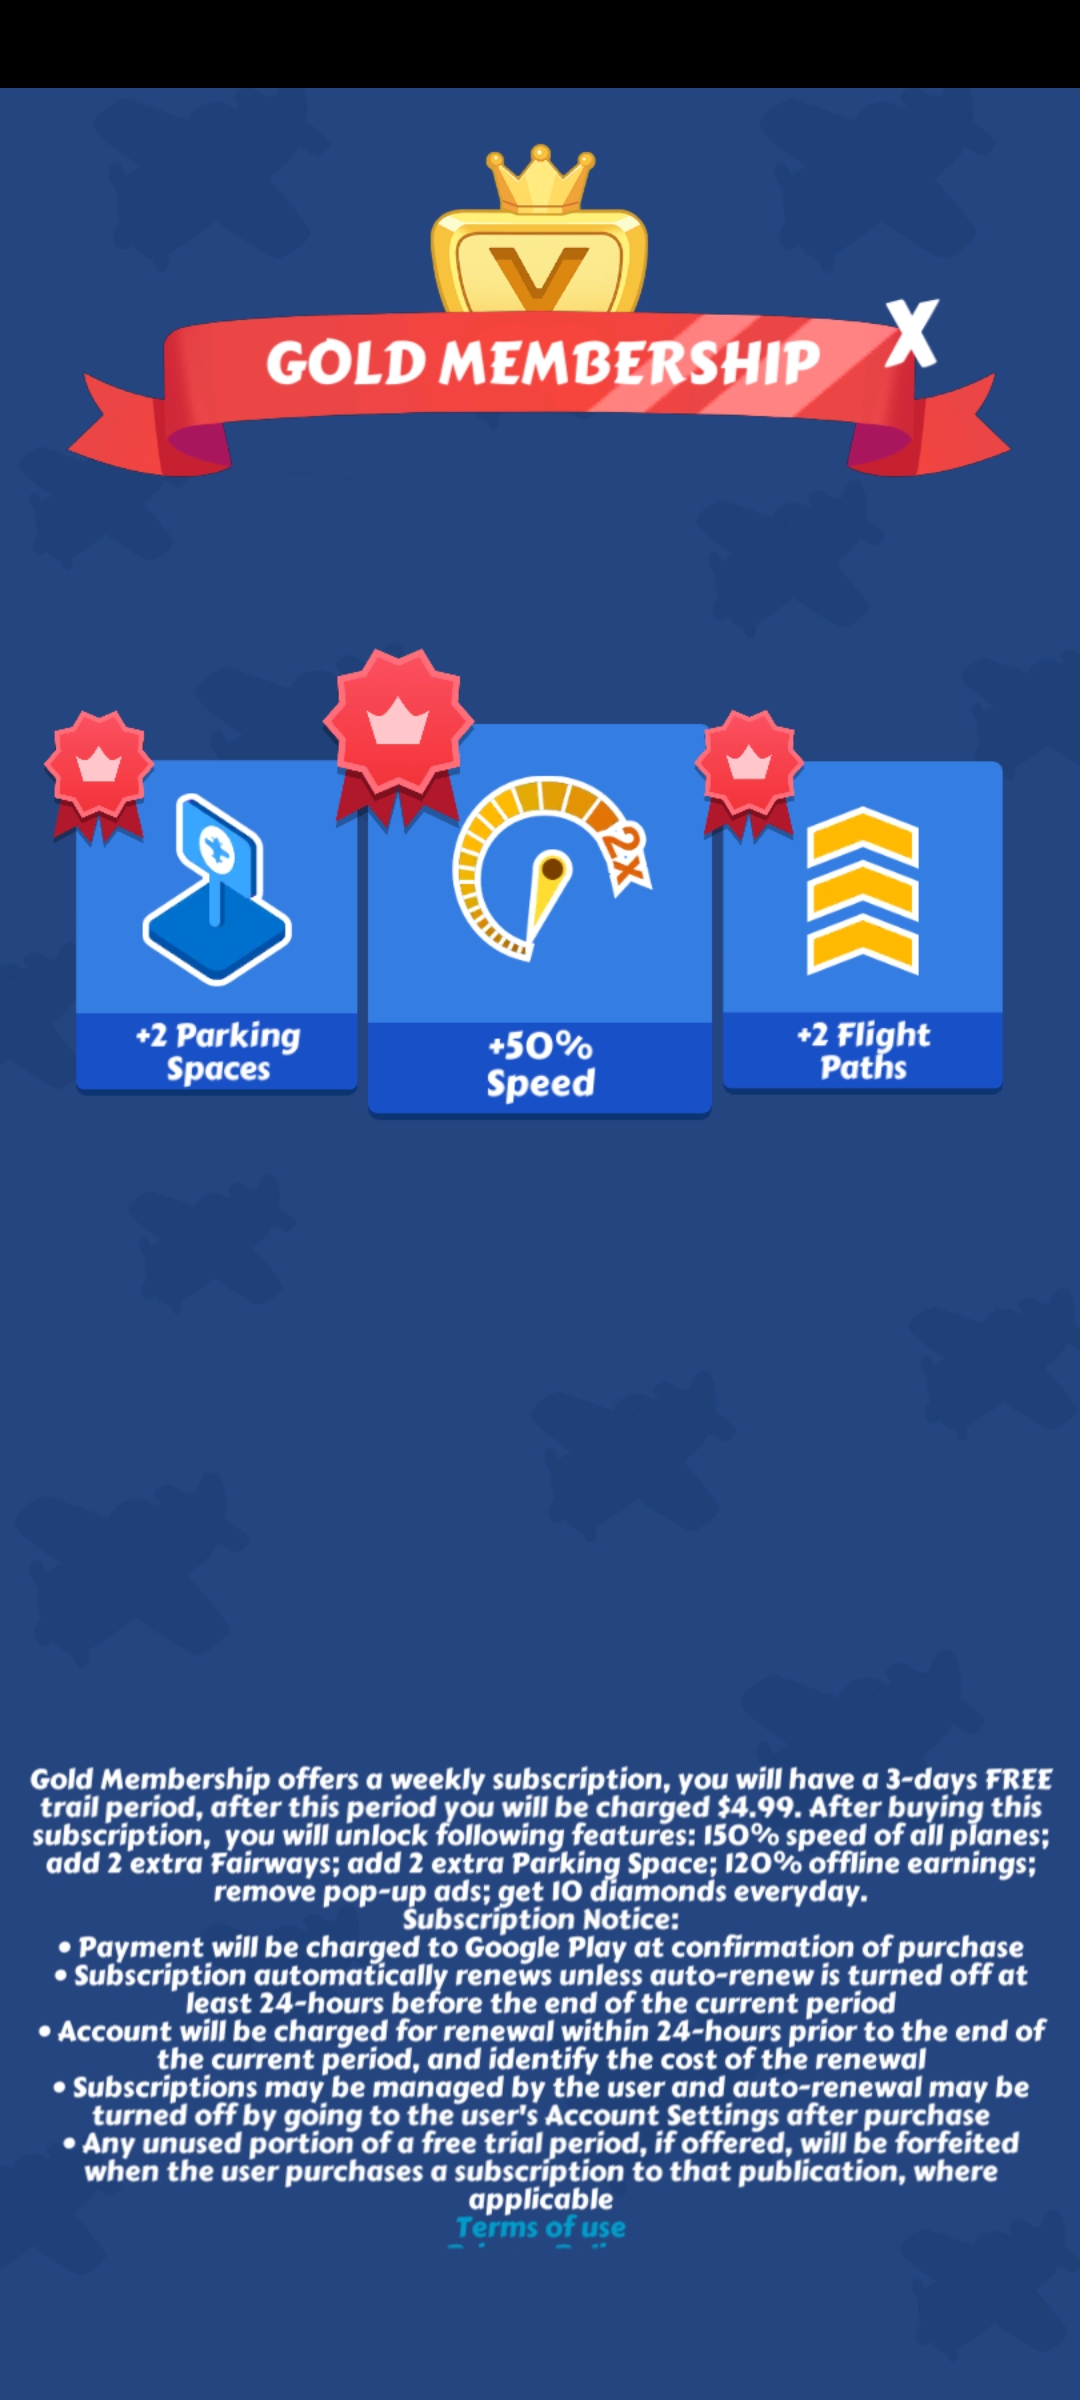 V
GOLD MEMBERSHIP
X
2x
+2 Parking
Spaces
+50%
Speed
+2 Flight
Paths
Gold Membership offers a weekly subscription, you will have a 3-days FREE
trail period, after this period you will be charged $4.99. After buying this
subscription, you will unlock following features: 150% speed of all planes;
add 2 extra Fairways; add 2 extra Parking Space; 120% offline earnings;
remove pop-up ads; get 10 diamonds everyday.
Subscription Notice:
• Payment will be charged to Google Play at confirmation of purchase
• Subscription automatically renews unless auto-renew is turned off at
least 24-hours before the end of the current period
• Account will be charged for renewal within 24-hours prior to the end of
the current period, and identify the cost of the renewal
• Subscriptions may be managed by the user and auto-renewal may be
turned off by going to the user's Account Settings after purchase
• Any unused portion of a free trial period, if offered, will be forfeited
when the user purchases a subscription to that publication, where
applicable
Terms of use